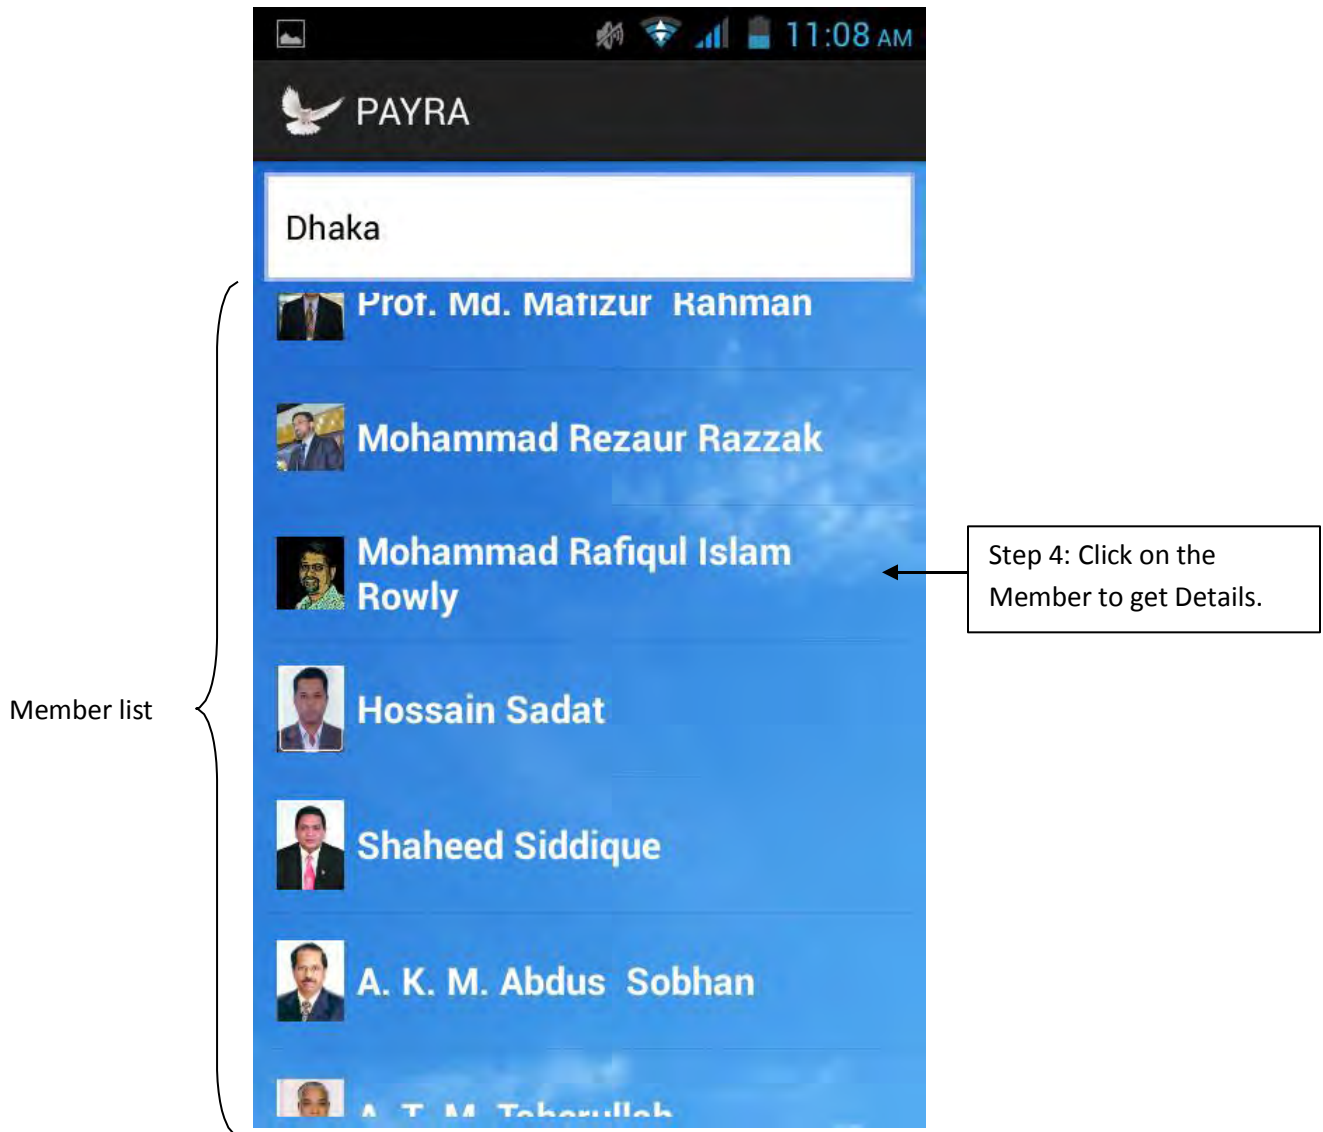 11:08 AM
PAYRA
Dhaka
Prof. Md. Mafizur Rahman
Mohammad Rezaur Razzak
Mohammad Rafiqul Islam
Rowly
Step 4: Click on the
Member to get Details.
Member list
Hossain Sadat
Shaheed Siddique
A. K. M. Abdus Sobhan
A. T. M. Taherullah